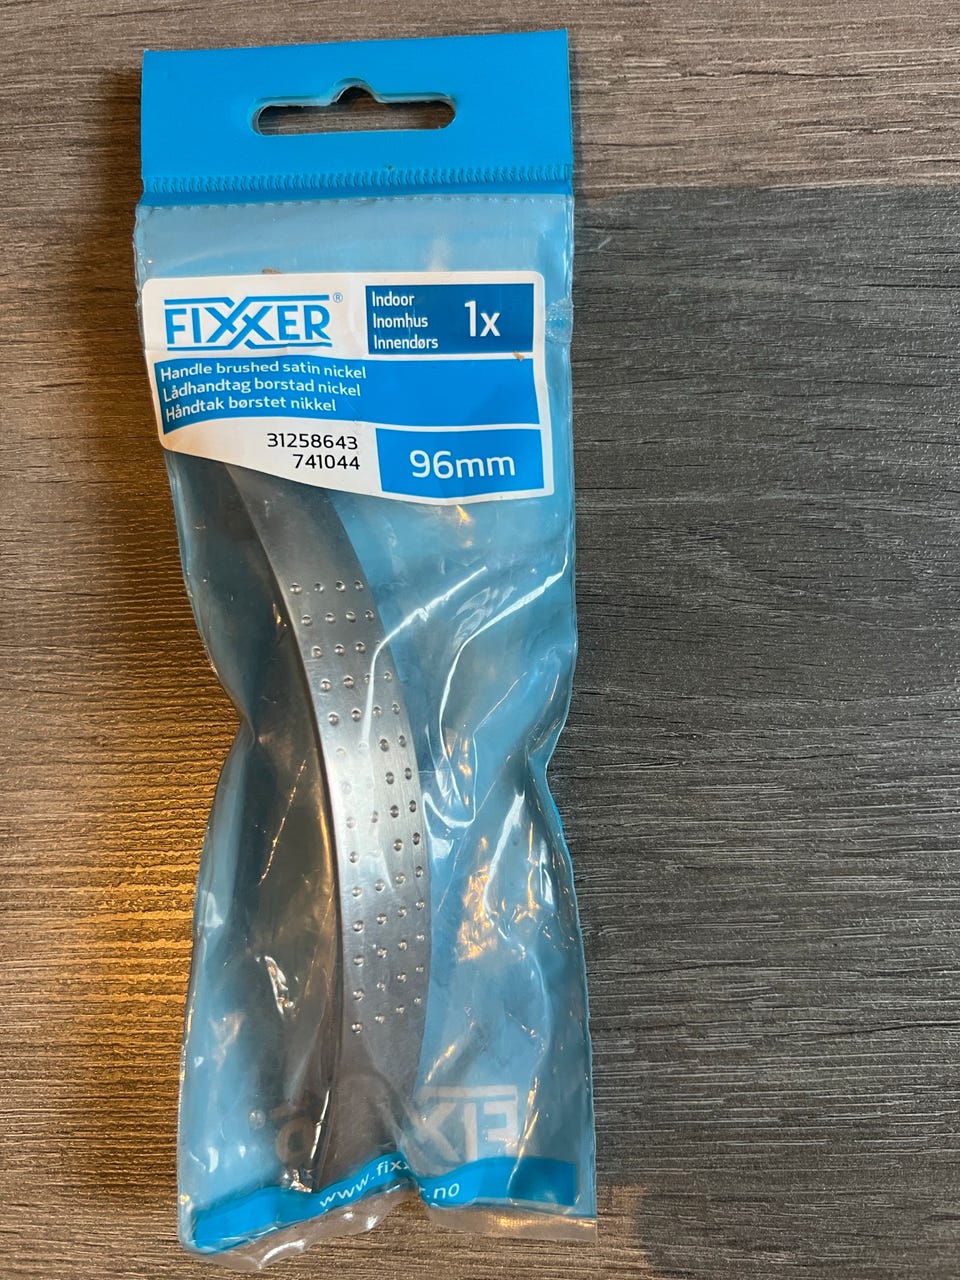 FIXXER®
Indoor
Inomhus
Innendørs
1x
Handle brushed satin nickel
Lådhandtag borstad nickel
Håndtak børstet nikkel
31258643
741044
96mm